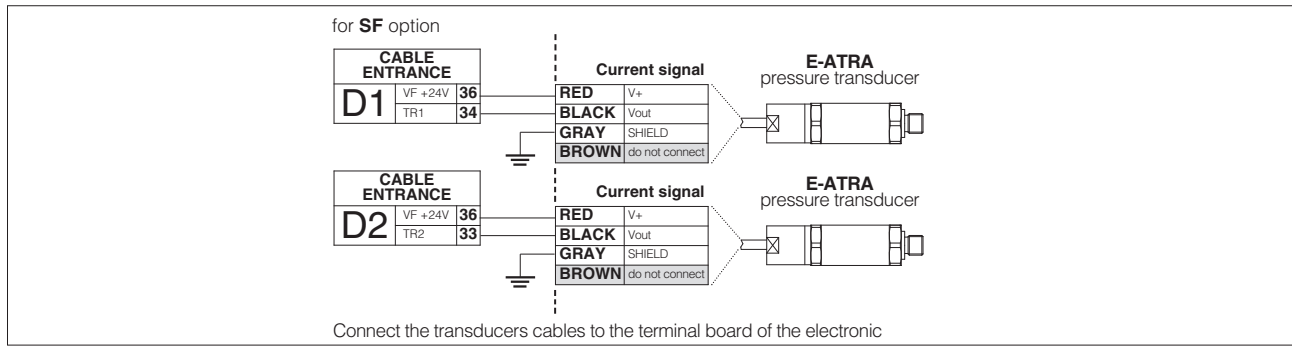 for SF option
CABLE ENTRANCE
D1 VF +24V 36
TR1 34
Current signal
RED V+
BLACK Vout
GRAY SHIELD
BROWN do not connect
E-ATRA
pressure transducer
CABLE ENTRANCE
D2 VF +24V 36
TR2 33
Current signal
RED V+
BLACK Vout
GRAY SHIELD
BROWN do not connect
E-ATRA
pressure transducer
Connect the transducers cables to the terminal board of the electronic